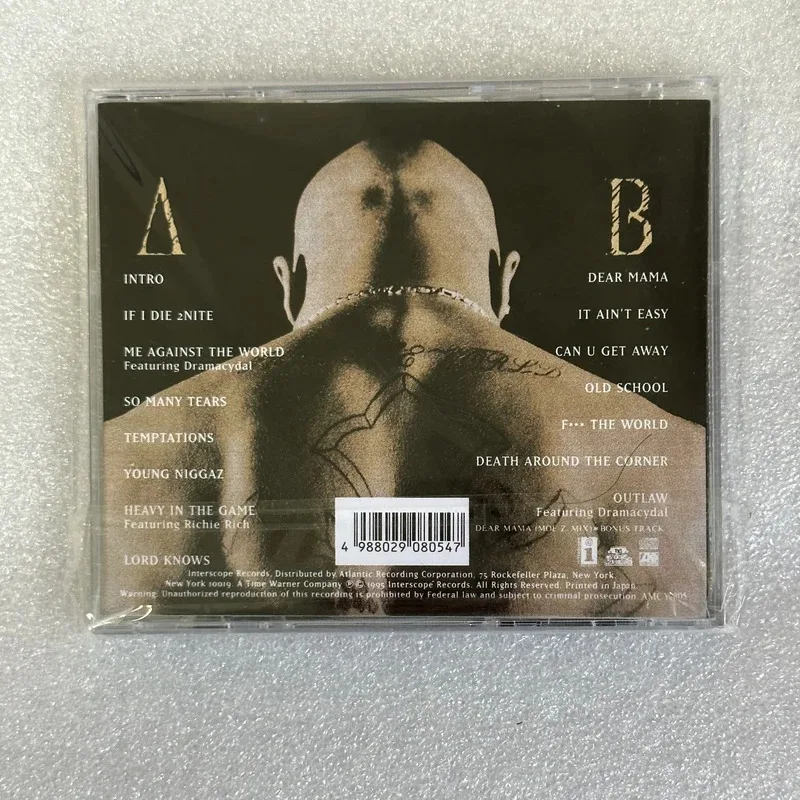 A
INTRO
IF I DIE 2NITE
ME AGAINST THE WORLD
Featuring Dramacydal
SO MANY TEARS
TEMPTATIONS
YOUNG NIGGAZ
HEAVY IN THE GAME
Featuring Richie Rich
LORD KNOWS
B
DEAR MAMA
IT AIN'T EASY
CAN U GET AWAY
OLD SCHOOL
F••• THE WORLD
DEATH AROUND THE CORNER
OUTLAW
Featuring Dramacydal
DEAR MAMA (MOE Z. MIX) • BONUS TRACK
4 988029 080547
Interscope Records, Distributed by Atlantic Recording Corporation, 75 Rockefeller Plaza, New York,
New York 10019. A Time Warner Company ℗ © 1995 Interscope Records. All Rights Reserved. Printed in Japan.
Warning: Unauthorized reproduction of this recording is prohibited by Federal law and subject to criminal prosecution.